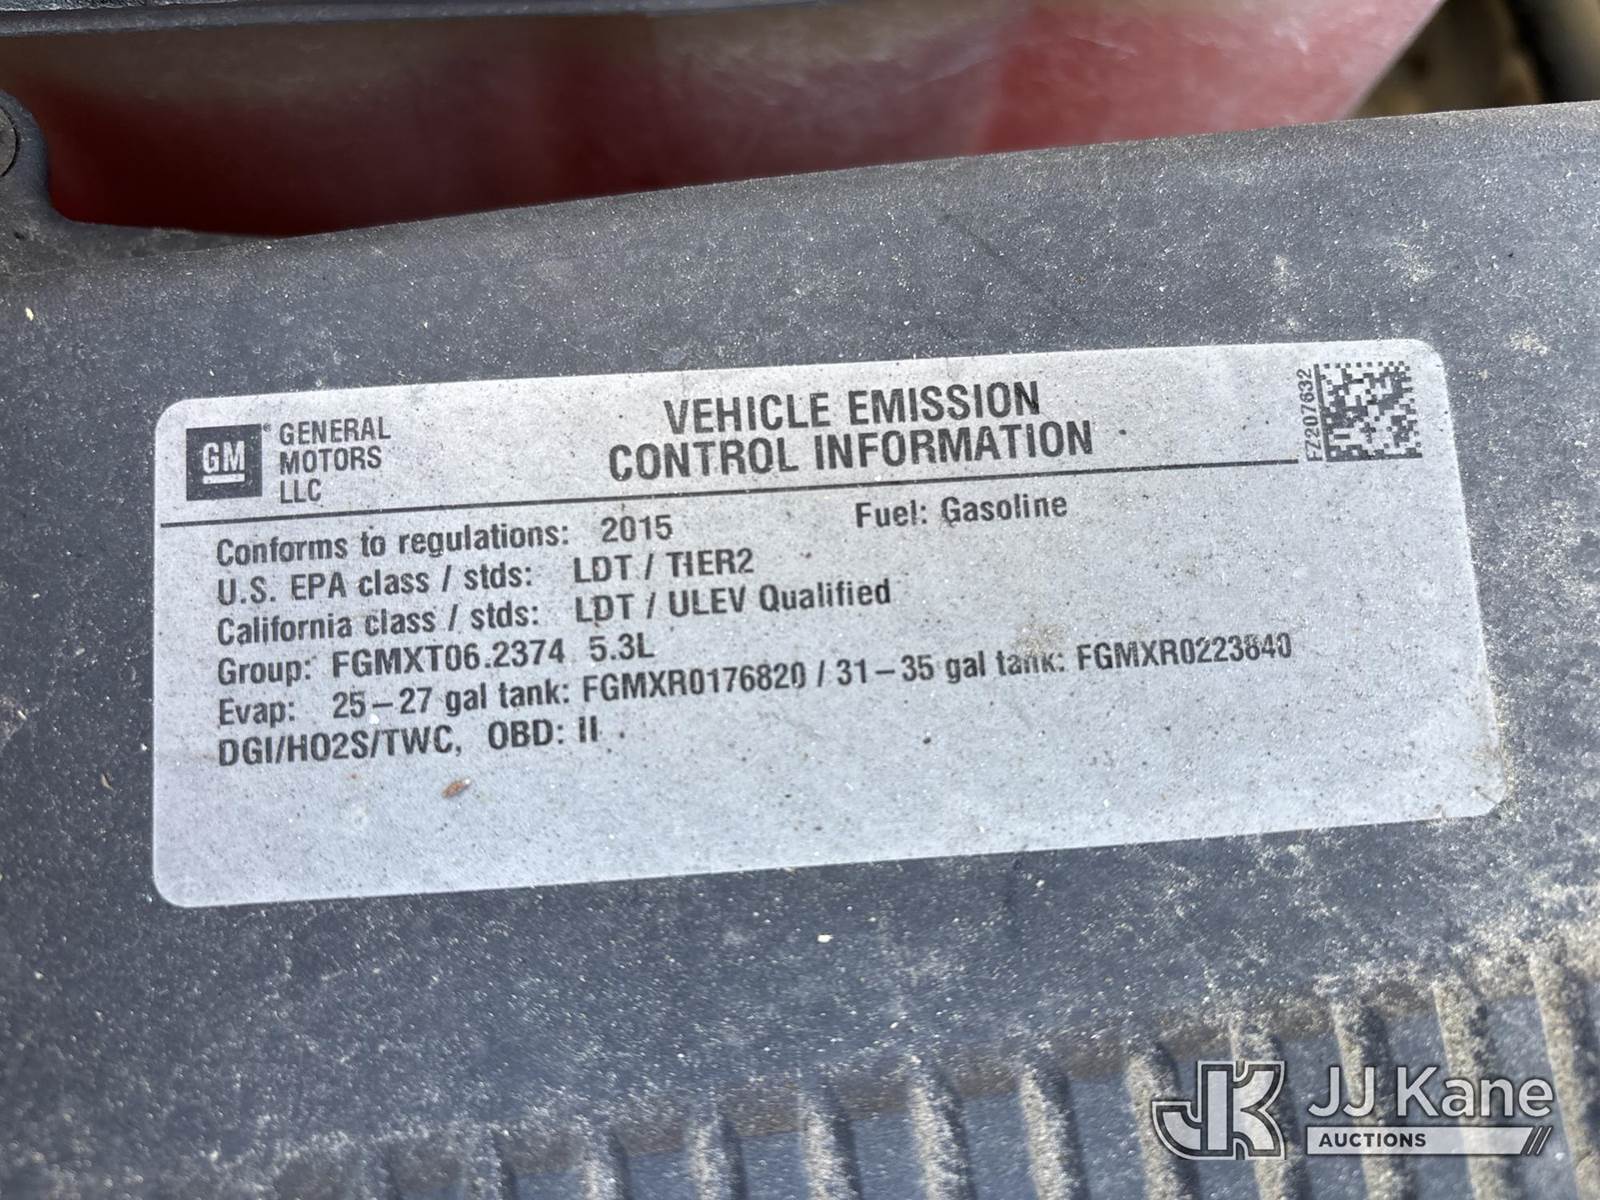 GM
GENERAL
MOTORS
LLC
VEHICLE EMISSION
CONTROL INFORMATION
FZ207632
Conforms to regulations: 2015 Fuel: Gasoline
U.S. EPA class / stds: LDT / TIER2
California class / stds: LDT / ULEV Qualified
Group: FGMXT06.2374 5.3L
Evap: 25-27 gal tank: FGMXR0176820 / 31-35 gal tank: FGMXR0223840
DGI/HO2S/TWC, OBD: II
JK JJ Kane
AUCTIONS